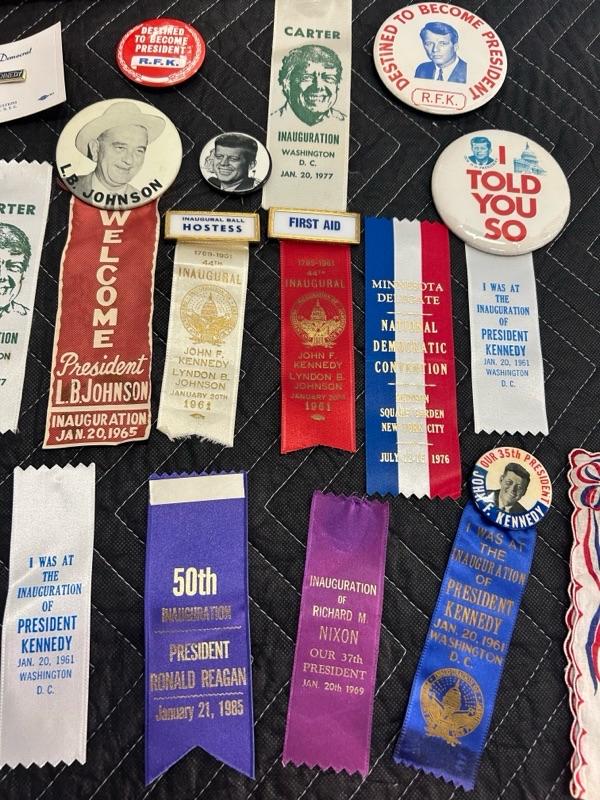 Democrat
KENNEDY
DESTINED
TO BECOME
PRESIDENT
R.F.K.
CARTER
INAUGURATION
WASHINGTON
D. C.
JAN. 20, 1977
DESTINED TO BECOME PRESIDENT
R.F.K.
L.B. JOHNSON
WELCOME
President
L.B.JOHNSON
INAUGURATION
JAN.20,1965
INAUGURAL BALL
HOSTESS
1789-1961
44TH
INAUGURAL
JOHN F.
KENNEDY
LYNDON B.
JOHNSON
JANUARY 20TH
1961
FIRST AID
1789-1961
44TH
INAUGURAL
JOHN F.
KENNEDY
LYNDON B.
JOHNSON
JANUARY 20TH
1961
MINNESOTA
DELEGATE
NATIONAL
DEMOCRATIC
CONVENTION
SQUARE GARDEN
NEW YORK CITY
JULY 1976
I
TOLD
YOU
SO
I WAS AT
THE
INAUGURATION
OF
PRESIDENT
KENNEDY
JAN. 20, 1961
WASHINGTON
D. C.
RTER
I WAS AT
THE
INAUGURATION
OF
PRESIDENT
KENNEDY
JAN. 20, 1961
WASHINGTON
D. C.
50th
INAUGURATION
PRESIDENT
RONALD REAGAN
January 21, 1985
INAUGURATION
OF
RICHARD M.
NIXON
OUR 37th
PRESIDENT
JAN. 20th 1969
OUR 35th PRESIDENT
JOHN F. KENNEDY
I WAS AT
THE
INAUGURATION
OF
PRESIDENT
KENNEDY
JAN. 20, 1961
WASHINGTON
D. C.